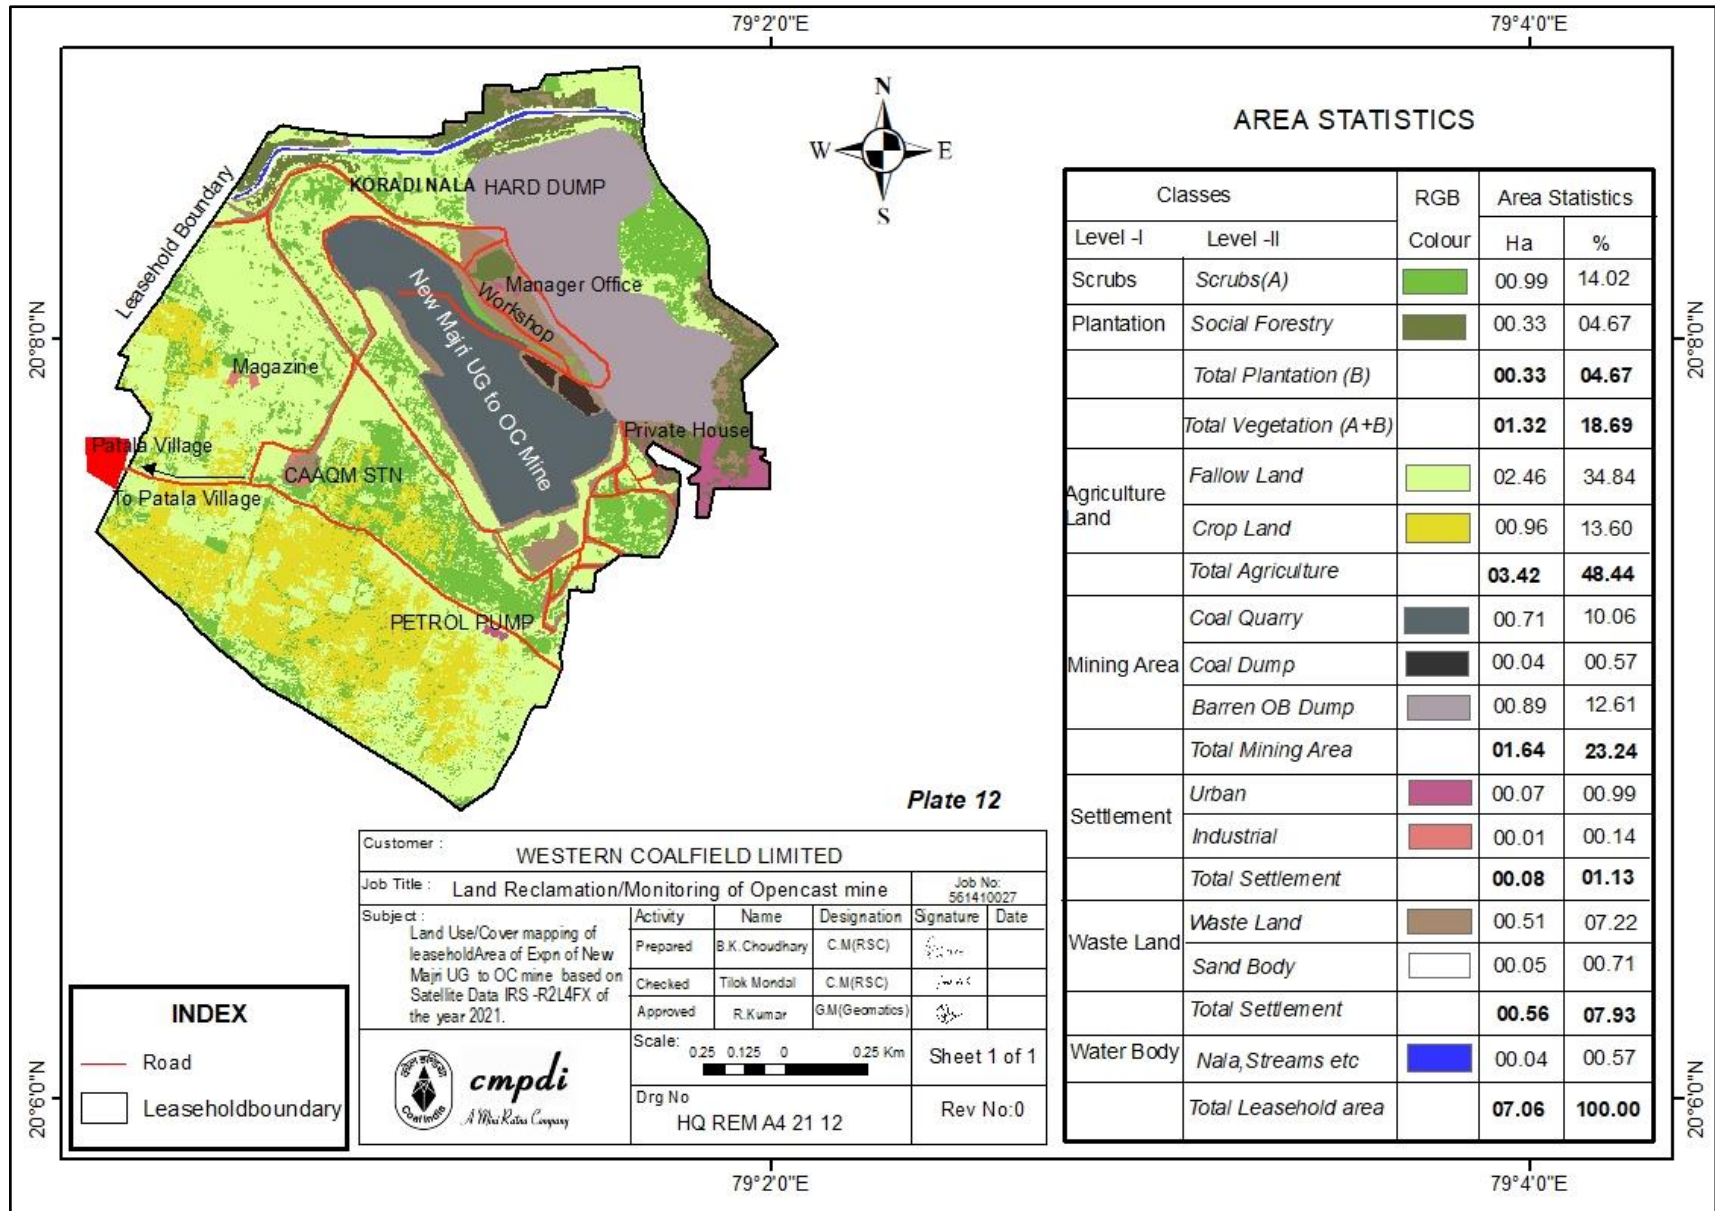 79°2'0"E
79°4'0"E
20°8'0"N
20°8'0"N
20°6'0"N
20°6'0"N
79°2'0"E
79°4'0"E
N
W
E
S
Leasehold Boundary
KORADI NALA
HARD DUMP
Manager Office
Workshop
New Majri UG to OC Mine
Magazine
Private House
Patala Village
CAAQM STN
To Patala Village
PETROL PUMP
AREA STATISTICS
Classes RGB Area Statistics
Level -I Level -II Colour Ha %
Scrubs Scrubs(A) 00.99 14.02
Plantation Social Forestry 00.33 04.67
Total Plantation (B) 00.33 04.67
Total Vegetation (A+B) 01.32 18.69
Agriculture Land
Fallow Land 02.46 34.84
Crop Land 00.96 13.60
Total Agriculture 03.42 48.44
Mining Area
Coal Quarry 00.71 10.06
Coal Dump 00.04 00.57
Barren OB Dump 00.89 12.61
Total Mining Area 01.64 23.24
Settlement
Urban 00.07 00.99
Industrial 00.01 00.14
Total Settlement 00.08 01.13
Waste Land
Waste Land 00.51 07.22
Sand Body 00.05 00.71
Total Settlement 00.56 07.93
Water Body Nala,Streams etc 00.04 00.57
Total Leasehold area 07.06 100.00
Plate 12
Customer : WESTERN COALFIELD LIMITED
Job Title : Land Reclamation/Monitoring of Opencast mine
Job No:
561410027
Subject :
Land Use/Cover mapping of
leaseholdArea of Expn of New
Majri UG to OC mine based on
Satellite Data IRS -R2L4FX of
the year 2021.
Activity Name Designation Signature Date
Prepared B.K.Choudhary C.M(RSC)
Checked Tilok Mondal C.M(RSC)
Approved R.Kumar G.M(Geomatics)
Scale:
0.25 0.125 0 0.25 Km
Sheet 1 of 1
Drg No
HQ REM A4 21 12
Rev No:0
Coal India
cmpdi
A Mini Ratna Company
INDEX
Road
Leaseholdboundary